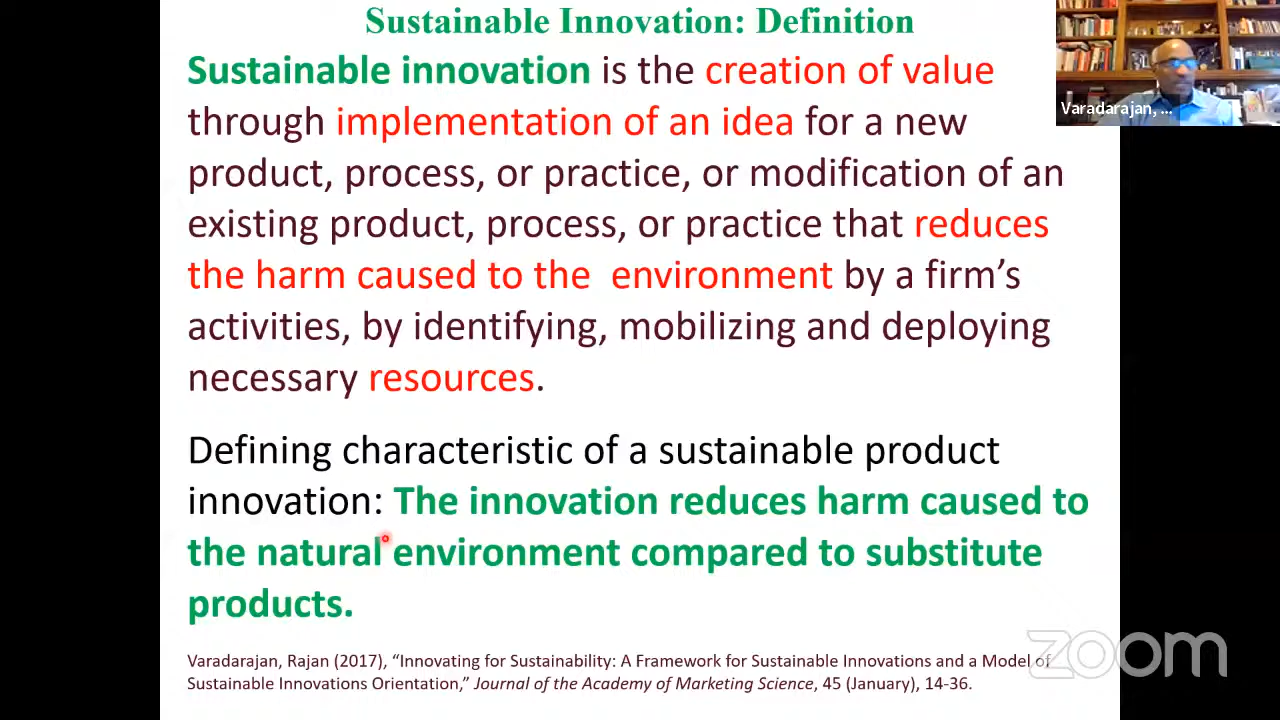 Sustainable Innovation: Definition
Sustainable innovation is the creation of value
through implementation of an idea for a new
product, process, or practice, or modification of an
existing product, process, or practice that reduces
the harm caused to the environment by a firm’s
activities, by identifying, mobilizing and deploying
necessary resources.
Defining characteristic of a sustainable product
innovation: The innovation reduces harm caused to
the natural environment compared to substitute
products.
Varadarajan, Rajan (2017), “Innovating for Sustainability: A Framework for Sustainable Innovations and a Model of
Sustainable Innovations Orientation,” Journal of the Academy of Marketing Science, 45 (January), 14-36.
Varadarajan, ...
zoom